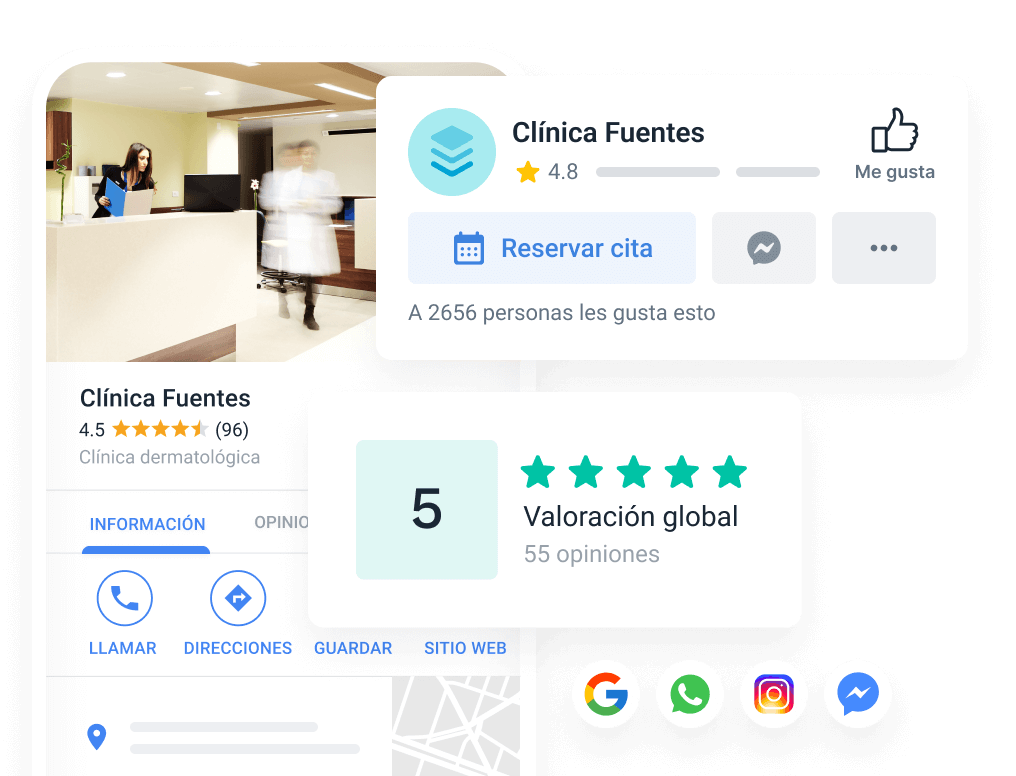 Clínica Fuentes
4.8
Me gusta
Reservar cita
A 2656 personas les gusta esto
Clínica Fuentes
4.5 (96)
Clínica dermatológica
INFORMACIÓN
OPINIO
5
Valoración global
55 opiniones
LLAMAR
DIRECCIONES
GUARDAR
SITIO WEB